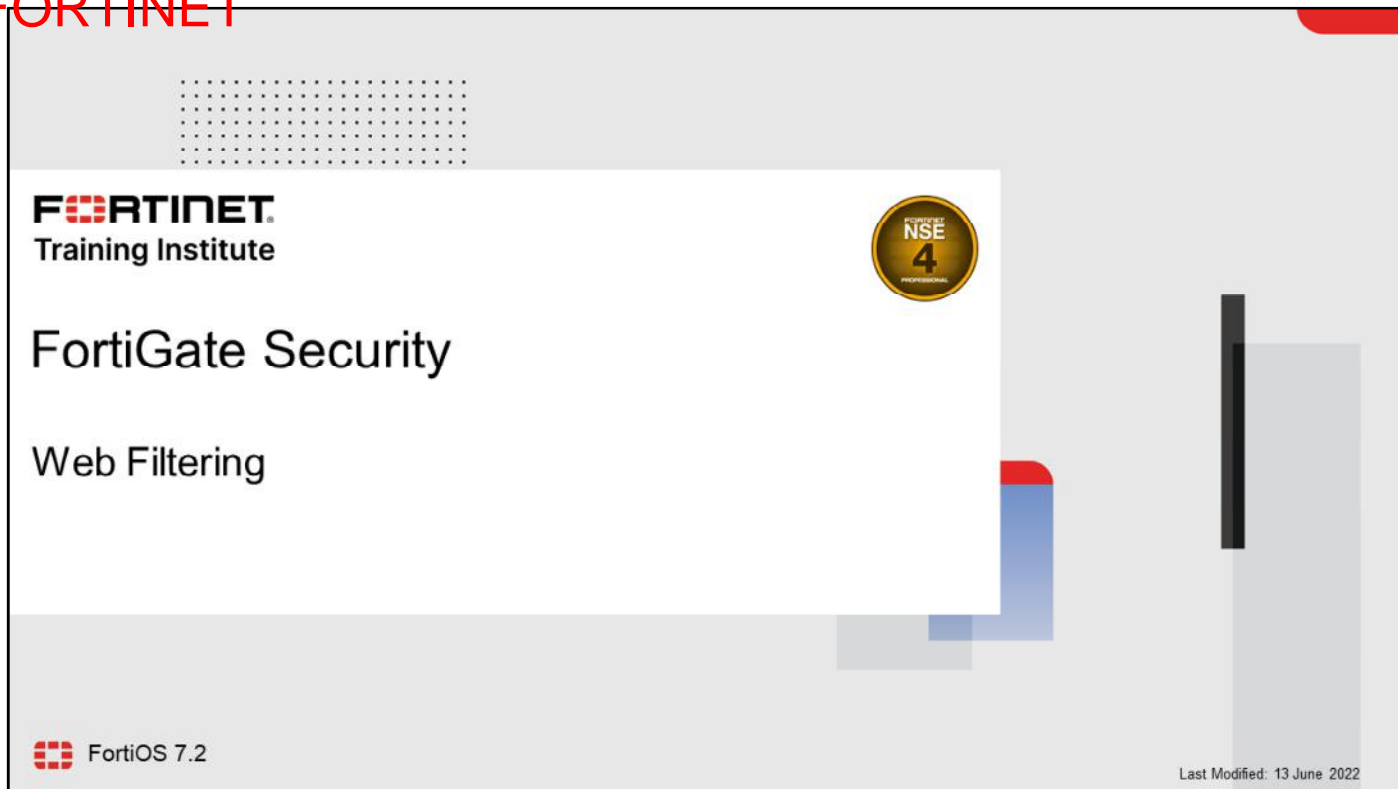 FORTINET
FORTINET®
Training Institute
FORTINET
NSE
4
PROFESSIONAL
FortiGate Security
Web Filtering
FortiOS 7.2
Last Modified: 13 June 2022